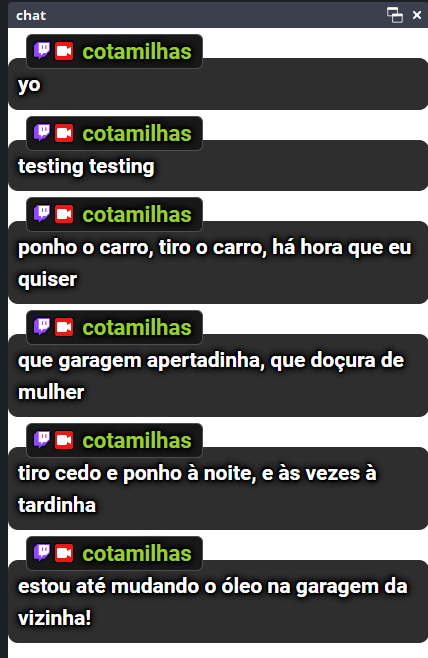 chat
cotamilhas
yo
cotamilhas
testing testing
cotamilhas
ponho o carro, tiro o carro, há hora que eu
quiser
cotamilhas
que garagem apertadinha, que doçura de
mulher
cotamilhas
tiro cedo e ponho à noite, e às vezes à
tardinha
cotamilhas
estou até mudando o óleo na garagem da
vizinha!